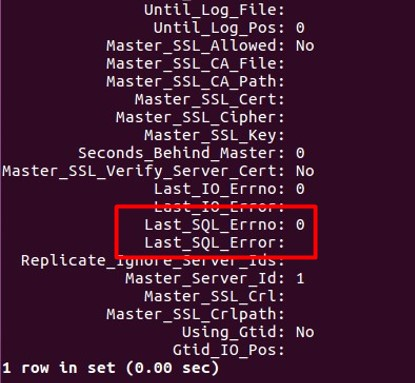 Until_Log_File:
Until_Log_Pos: 0
Master_SSL_Allowed: No
Master_SSL_CA_File:
Master_SSL_CA_Path:
Master_SSL_Cert:
Master_SSL_Cipher:
Master_SSL_Key:
Seconds_Behind_Master: 0
Master_SSL_Verify_Server_Cert: No
Last_IO_Errno: 0
Last_IO_Error:
Last_SQL_Errno: 0
Last_SQL_Error:
Replicate_Ignore_Server_Ids:
Master_Server_Id: 1
Master_SSL_Crl:
Master_SSL_Crlpath:
Using_Gtid: No
Gtid_IO_Pos:
1 row in set (0.00 sec)